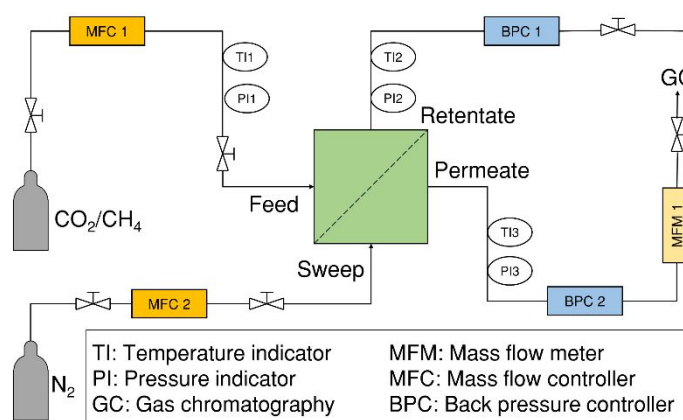 MFC 1
BPC 1
TI1
TI2
PI1
PI2
GC
Retentate
Permeate
Feed
CO₂/CH₄
TI3
MFM 1
Sweep
PI3
MFC 2
BPC 2
N₂
TI: Temperature indicator
PI: Pressure indicator
GC: Gas chromatography
MFM: Mass flow meter
MFC: Mass flow controller
BPC: Back pressure controller